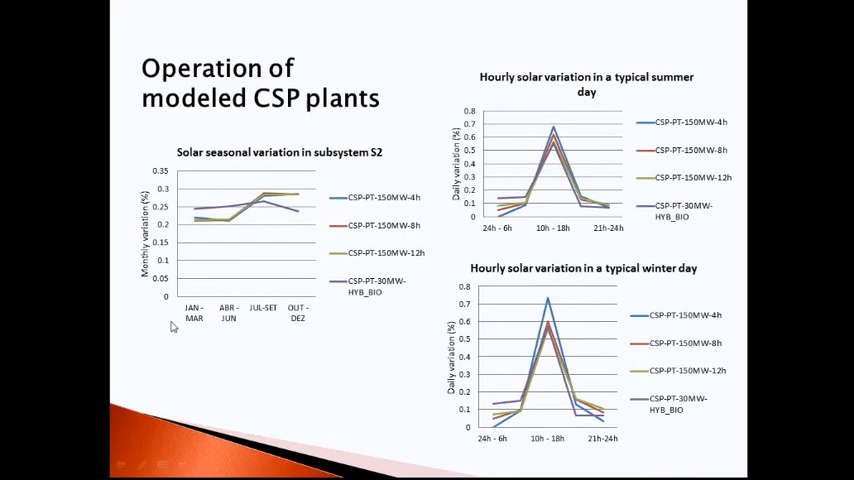 Operation of
modeled CSP plants
Solar seasonal variation in subsystem S2
Monthly variation (%)
0.35
0.3
0.25
0.2
0.15
0.1
0.05
0
JAN - MAR
ABR - JUN
JUL-SET
OUT - DEZ
CSP-PT-150MW-4h
CSP-PT-150MW-8h
CSP-PT-150MW-12h
CSP-PT-30MW-
HYB_BIO
Hourly solar variation in a typical summer
day
Daily variation (%)
0.8
0.7
0.6
0.5
0.4
0.3
0.2
0.1
0
24h - 6h
10h - 18h
21h-24h
CSP-PT-150MW-4h
CSP-PT-150MW-8h
CSP-PT-150MW-12h
CSP-PT-30MW-
HYB_BIO
Hourly solar variation in a typical winter day
Daily variation (%)
0.8
0.7
0.6
0.5
0.4
0.3
0.2
0.1
0
24h - 6h
10h - 18h
21h-24h
CSP-PT-150MW-4h
CSP-PT-150MW-8h
CSP-PT-150MW-12h
CSP-PT-30MW-
HYB_BIO